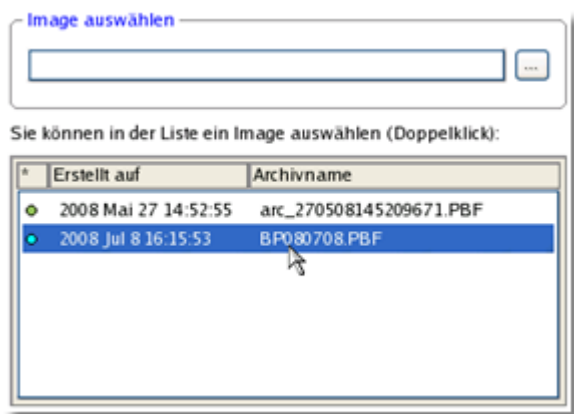 Image auswählen
...
Sie können in der Liste ein Image auswählen (Doppelklick):
* Erstellt auf Archivname
2008 Mai 27 14:52:55 arc_270508145209671.PBF
2008 Jul 8 16:15:53 BP080708.PBF